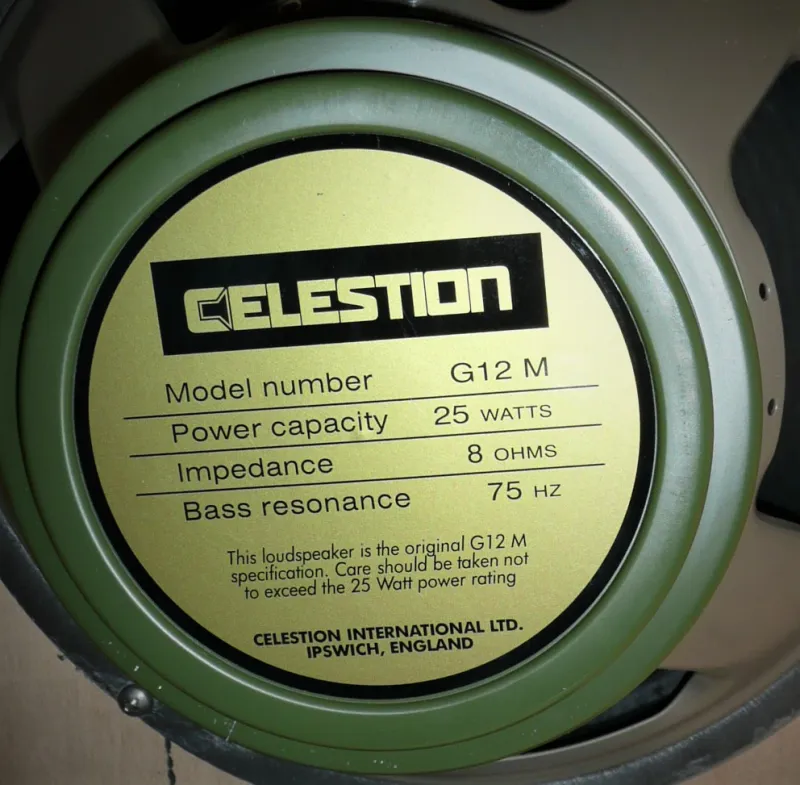 CELESTION
Model number G12 M
Power capacity 25 WATTS
Impedance 8 OHMS
Bass resonance 75 HZ
This loudspeaker is the original G12 M
specification. Care should be taken not
to exceed the 25 Watt power rating
CELESTION INTERNATIONAL LTD.
IPSWICH, ENGLAND